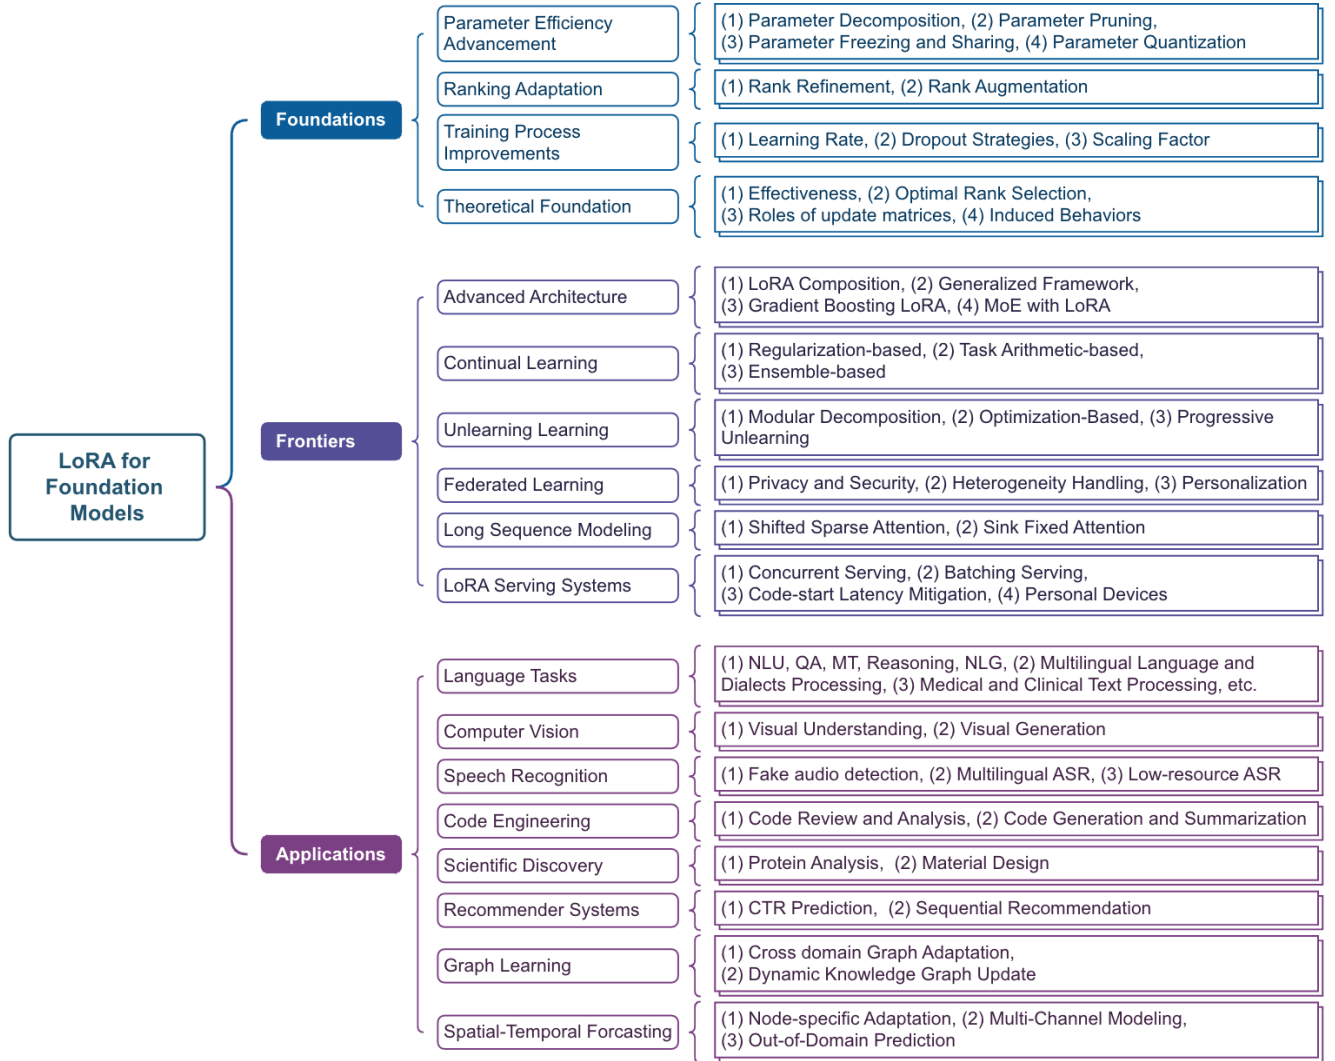 LoRA for
Foundation
Models
Foundations
Parameter Efficiency
Advancement
(1) Parameter Decomposition, (2) Parameter Pruning,
(3) Parameter Freezing and Sharing, (4) Parameter Quantization
Ranking Adaptation
(1) Rank Refinement, (2) Rank Augmentation
Training Process
Improvements
(1) Learning Rate, (2) Dropout Strategies, (3) Scaling Factor
Theoretical Foundation
(1) Effectiveness, (2) Optimal Rank Selection,
(3) Roles of update matrices, (4) Induced Behaviors
Frontiers
Advanced Architecture
(1) LoRA Composition, (2) Generalized Framework,
(3) Gradient Boosting LoRA, (4) MoE with LoRA
Continual Learning
(1) Regularization-based, (2) Task Arithmetic-based,
(3) Ensemble-based
Unlearning Learning
(1) Modular Decomposition, (2) Optimization-Based, (3) Progressive
Unlearning
Federated Learning
(1) Privacy and Security, (2) Heterogeneity Handling, (3) Personalization
Long Sequence Modeling
(1) Shifted Sparse Attention, (2) Sink Fixed Attention
LoRA Serving Systems
(1) Concurrent Serving, (2) Batching Serving,
(3) Code-start Latency Mitigation, (4) Personal Devices
Applications
Language Tasks
(1) NLU, QA, MT, Reasoning, NLG, (2) Multilingual Language and
Dialects Processing, (3) Medical and Clinical Text Processing, etc.
Computer Vision
(1) Visual Understanding, (2) Visual Generation
Speech Recognition
(1) Fake audio detection, (2) Multilingual ASR, (3) Low-resource ASR
Code Engineering
(1) Code Review and Analysis, (2) Code Generation and Summarization
Scientific Discovery
(1) Protein Analysis, (2) Material Design
Recommender Systems
(1) CTR Prediction, (2) Sequential Recommendation
Graph Learning
(1) Cross domain Graph Adaptation,
(2) Dynamic Knowledge Graph Update
Spatial-Temporal Forcasting
(1) Node-specific Adaptation, (2) Multi-Channel Modeling,
(3) Out-of-Domain Prediction